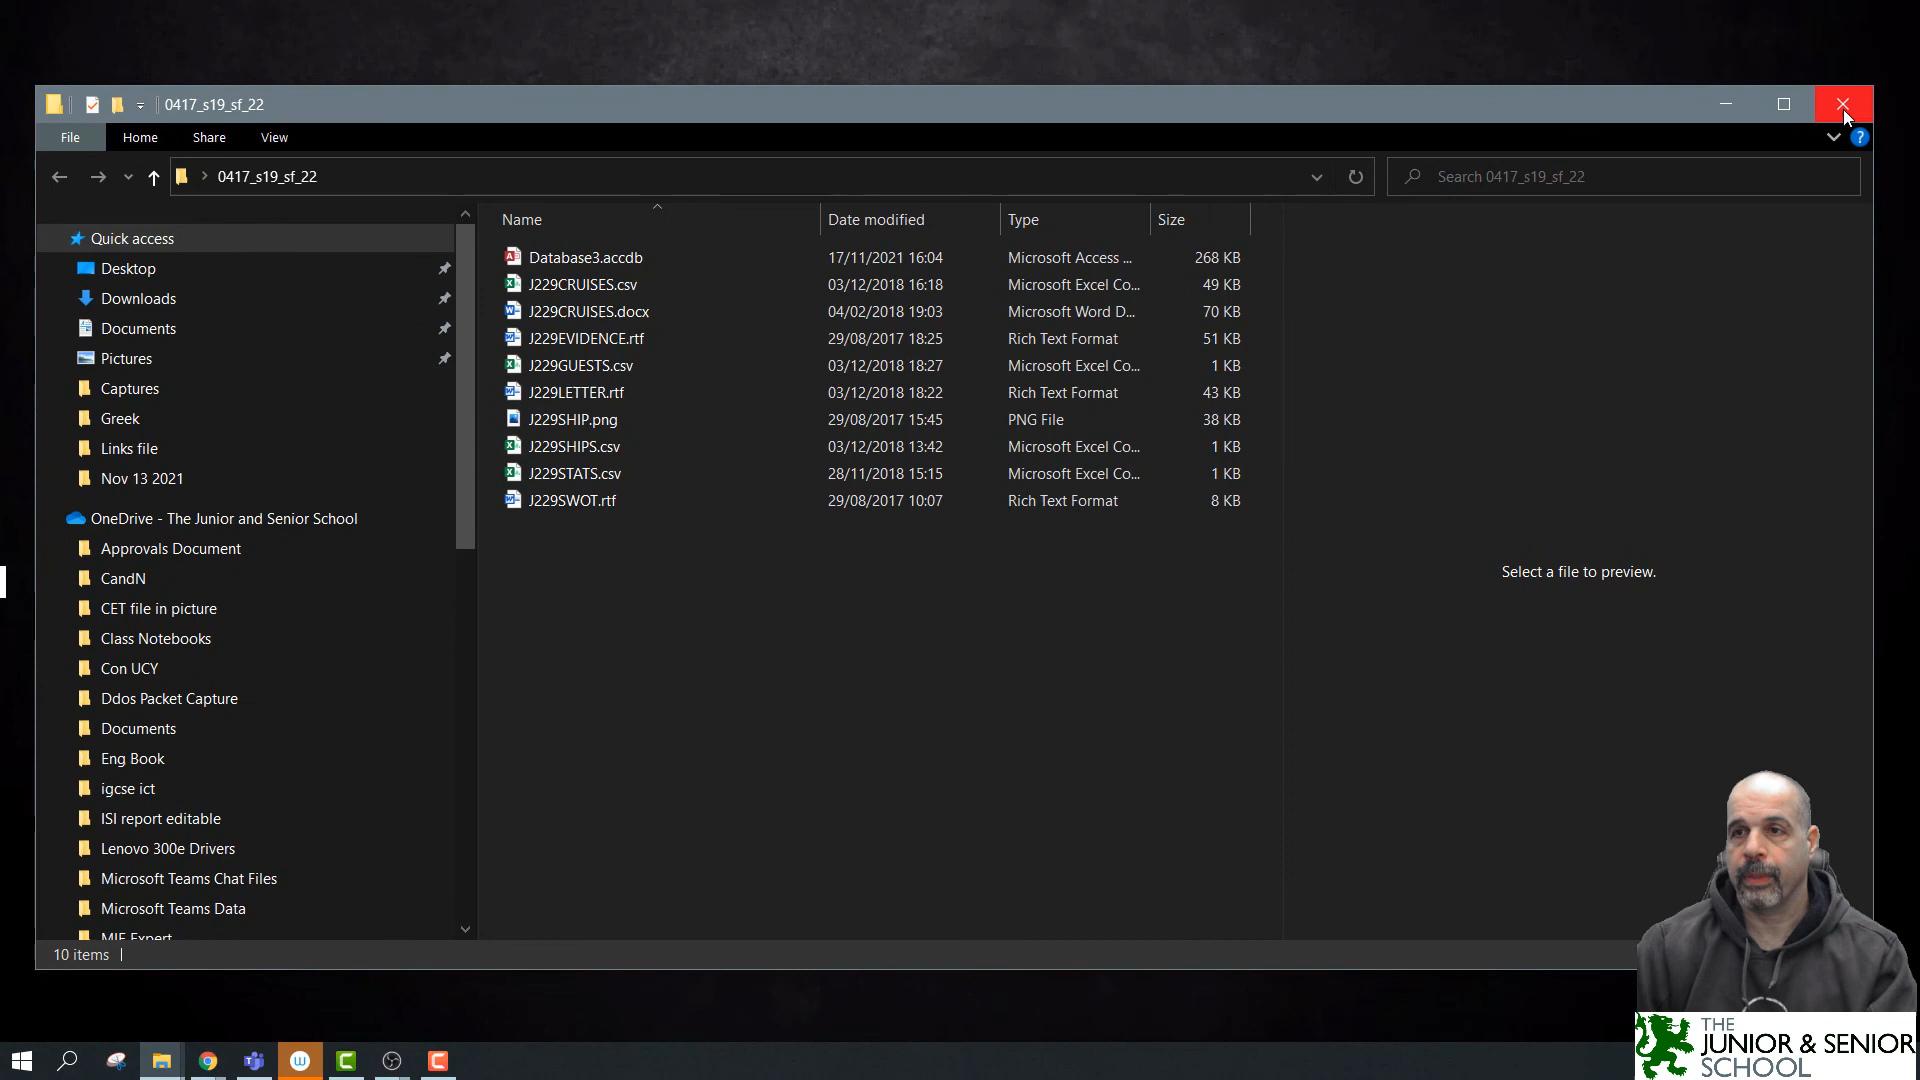 0417_s19_sf_22
File Home Share View
0417_s19_sf_22
Search 0417_s19_sf_22
Name Date modified Type Size
Quick access
Desktop
Downloads
Documents
Pictures
Captures
Greek
Links file
Nov 13 2021
OneDrive - The Junior and Senior School
Approvals Document
CandN
CET file in picture
Class Notebooks
Con UCY
Ddos Packet Capture
Documents
Eng Book
igcse ict
ISI report editable
Lenovo 300e Drivers
Microsoft Teams Chat Files
Microsoft Teams Data
MIE Expert
Database3.accdb 17/11/2021 16:04 Microsoft Access ... 268 KB
J229CRUISES.csv 03/12/2018 16:18 Microsoft Excel Co... 49 KB
J229CRUISES.docx 04/02/2018 19:03 Microsoft Word D... 70 KB
J229EVIDENCE.rtf 29/08/2017 18:25 Rich Text Format 51 KB
J229GUESTS.csv 03/12/2018 18:27 Microsoft Excel Co... 1 KB
J229LETTER.rtf 03/12/2018 18:22 Rich Text Format 43 KB
J229SHIP.png 29/08/2017 15:45 PNG File 38 KB
J229SHIPS.csv 03/12/2018 13:42 Microsoft Excel Co... 1 KB
J229STATS.csv 28/11/2018 15:15 Microsoft Excel Co... 1 KB
J229SWOT.rtf 29/08/2017 10:07 Rich Text Format 8 KB
Select a file to preview.
10 items
THE
JUNIOR & SENIOR
SCHOOL